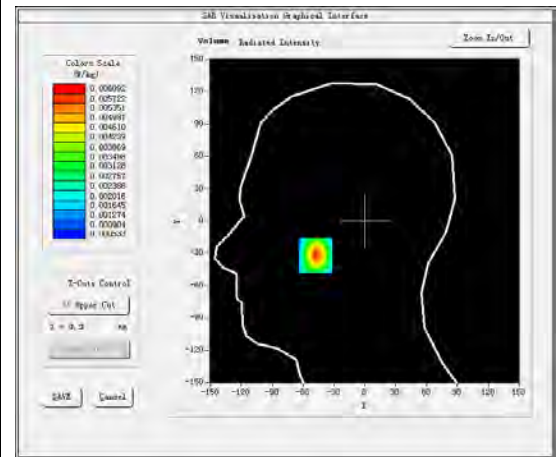 SAR Visualisation Graphical Interface
Volume Radiated Intensity
Zoom In/Out
Colors Scale
(W/kg)
0.006092
0.005722
0.005351
0.004981
0.004610
0.004239
0.003869
0.003498
0.003128
0.002757
0.002386
0.002016
0.001645
0.001274
0.000904
0.000533
150
120
90
60
30
0
-30
-60
-90
-120
-150
Y
-150 -120 -90 -60 -30 0 30 60 90 120 150
X
Z-Cuts Control
Upper Cut
mm
SAVE
Cancel